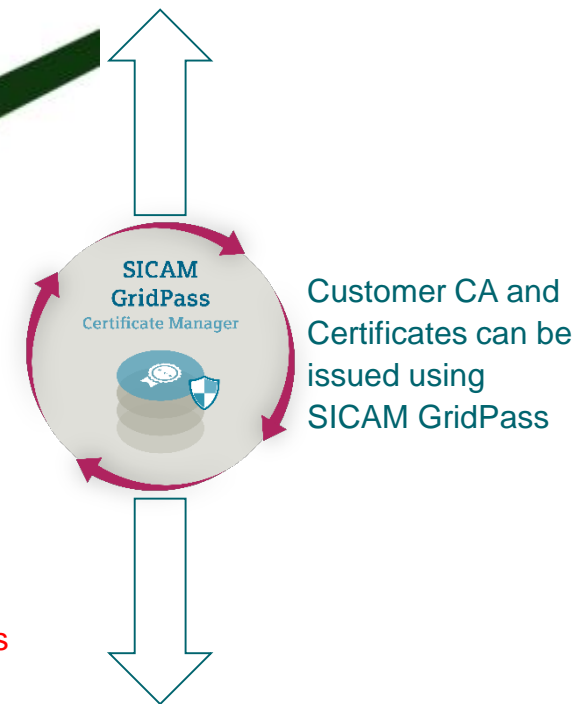 SICAM
GridPass
Certificate Manager
Customer CA and
Certificates can be
issued using
SICAM GridPass
s